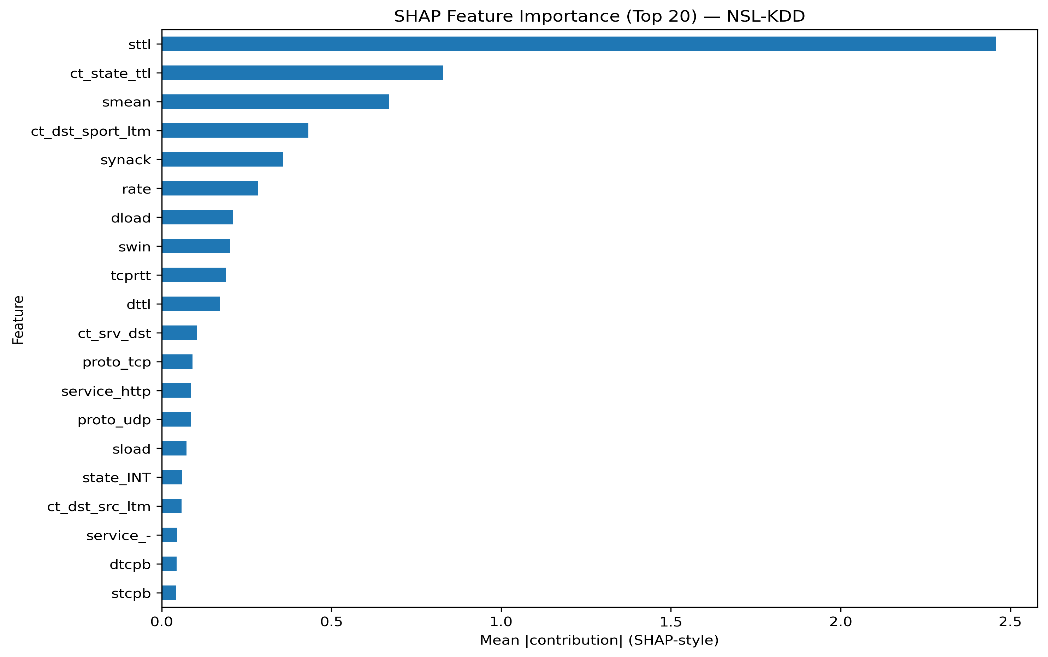 SHAP Feature Importance (Top 20) — NSL-KDD
sttl
ct_state_ttl
smean
ct_dst_sport_ltm
synack
rate
dload
swin
tcprtt
dttl
ct_srv_dst
proto_tcp
service_http
proto_udp
sload
state_INT
ct_dst_src_ltm
service_-
dtcpb
stcpb
Feature
0.0 0.5 1.0 1.5 2.0 2.5
Mean |contribution| (SHAP-style)